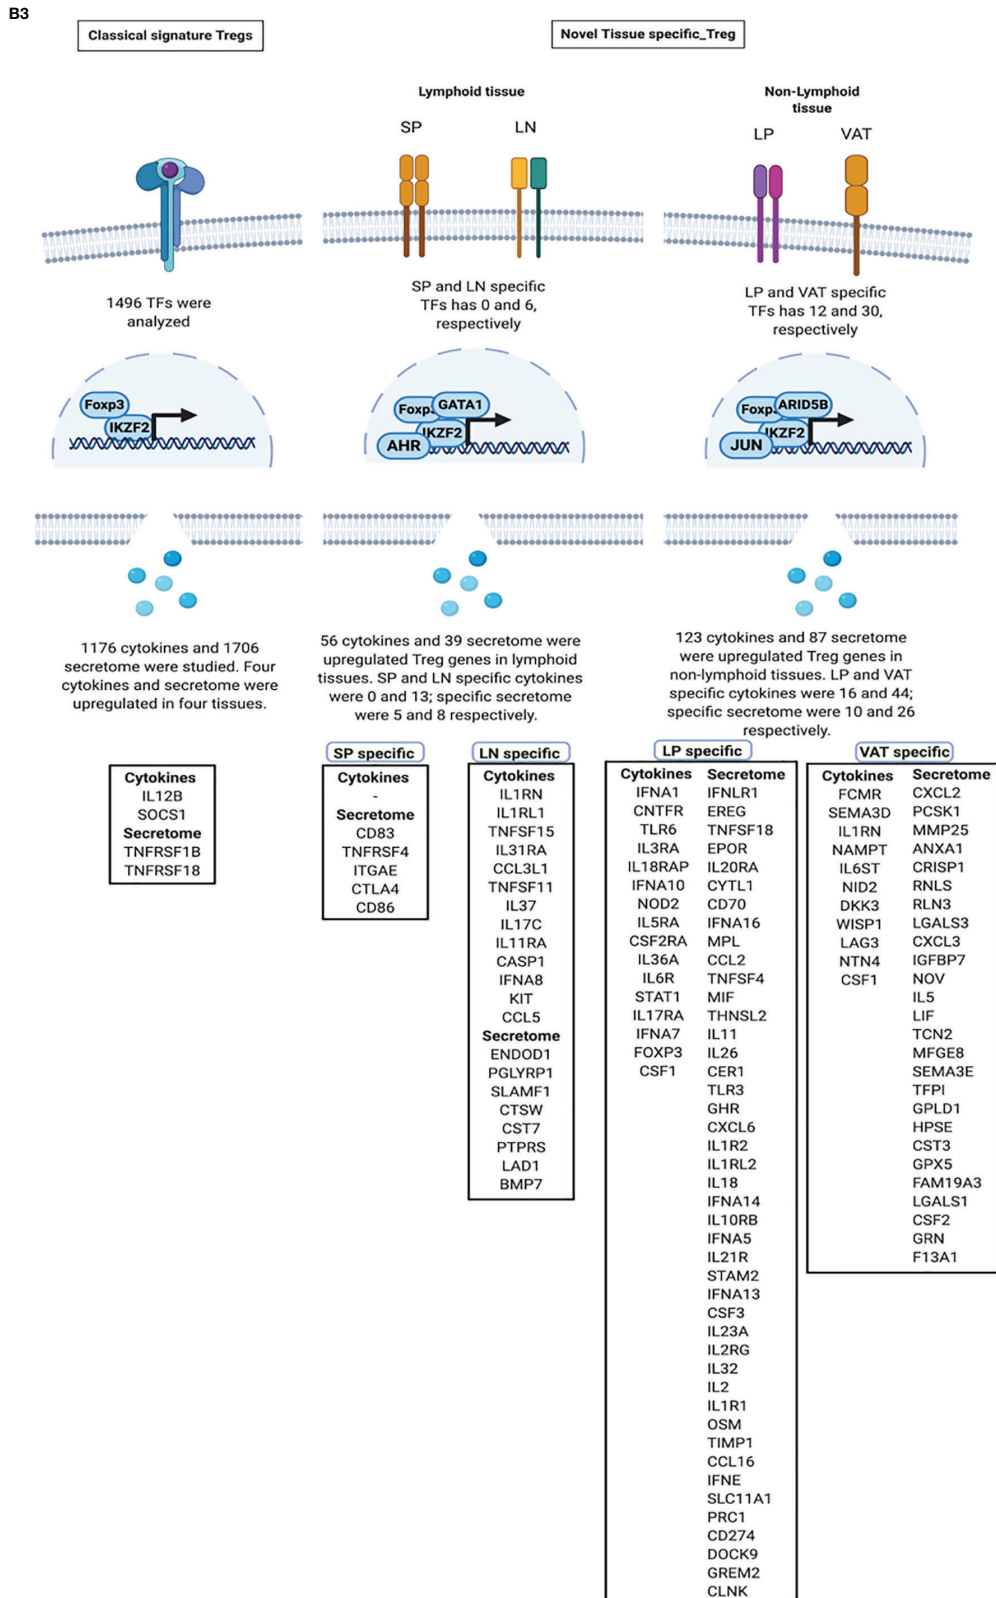 B3
Classical signature Tregs
Novel Tissue specific_Treg
Lymphoid tissue
Non-Lymphoid
tissue
SP
LN
LP
VAT
1496 TFs were
analyzed
SP and LN specific
TFs has 0 and 6,
respectively
LP and VAT specific
TFs has 12 and 30,
respectively
Foxp3
IKZF2
Foxp3
GATA1
IKZF2
AHR
Foxp3
ARID5B
IKZF2
JUN
1176 cytokines and 1706
secretome were studied. Four
cytokines and secretome were
upregulated in four tissues.
56 cytokines and 39 secretome were
upregulated Treg genes in lymphoid
tissues. SP and LN specific cytokines
were 0 and 13; specific secretome
were 5 and 8 respectively.
123 cytokines and 87 secretome
were upregulated Treg genes in
non-lymphoid tissues. LP and VAT
specific cytokines were 16 and 44;
specific secretome were 10 and 26
respectively.
Cytokines
IL12B
SOCS1
Secretome
TNFRSF1B
TNFRSF18
SP specific
Cytokines
-
Secretome
CD83
TNFRSF4
ITGAE
CTLA4
CD86
LN specific
Cytokines
IL1RN
IL1RL1
TNFSF15
IL31RA
CCL3L1
TNFSF11
IL37
IL17C
IL11RA
CASP1
IFNA8
KIT
CCL5
Secretome
ENDOD1
PGLYRP1
SLAMF1
CTSW
CST7
PTPRS
LAD1
BMP7
LP specific
Cytokines
IFNA1
CNTFR
TLR6
IL3RA
IL18RAP
IFNA10
NOD2
IL5RA
CSF2RA
IL36A
IL6R
STAT1
IL17RA
IFNA7
FOXP3
CSF1
Secretome
IFNLR1
EREG
TNFSF18
EPOR
IL20RA
CYTL1
CD70
IFNA16
MPL
CCL2
TNFSF4
MIF
THNSL2
IL11
IL26
CER1
TLR3
GHR
CXCL6
IL1R2
IL1RL2
IL18
IFNA14
IL10RB
IFNA5
IL21R
STAM2
IFNA13
CSF3
IL23A
IL2RG
IL32
IL2
IL1R1
OSM
TIMP1
CCL16
IFNE
SLC11A1
PRC1
CD274
DOCK9
GREM2
CLNK
VAT specific
Cytokines
FCMR
SEMA3D
IL1RN
NAMPT
IL6ST
NID2
DKK3
WISP1
LAG3
NTN4
CSF1
Secretome
CXCL2
PCSK1
MMP25
ANXA1
CRISP1
RNLS
RLN3
LGALS3
CXCL3
IGFBP7
NOV
IL5
LIF
TCN2
MFGE8
SEMA3E
TFPI
GPLD1
HPSE
CST3
GPX5
FAM19A3
LGALS1
CSF2
GRN
F13A1